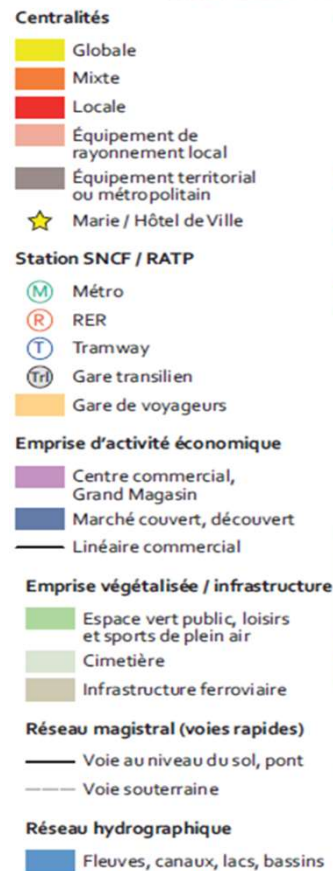 Centralités
Globale
Mixte
Locale
Équipement de
rayonnement local
Équipement territorial
ou métropolitain
Marie / Hôtel de Ville
Station SNCF / RATP
M Métro
R RER
T Tramway
Trl Gare transilien
Gare de voyageurs
Emprise d'activité économique
Centre commercial,
Grand Magasin
Marché couvert, découvert
Linéaire commercial
Emprise végétalisée / infrastructure
Espace vert public, loisirs
et sports de plein air
Cimetière
Infrastructure ferroviaire
Réseau magistral (voies rapides)
Voie au niveau du sol, pont
Voie souterraine
Réseau hydrographique
Fleuves, canaux, lacs, bassins